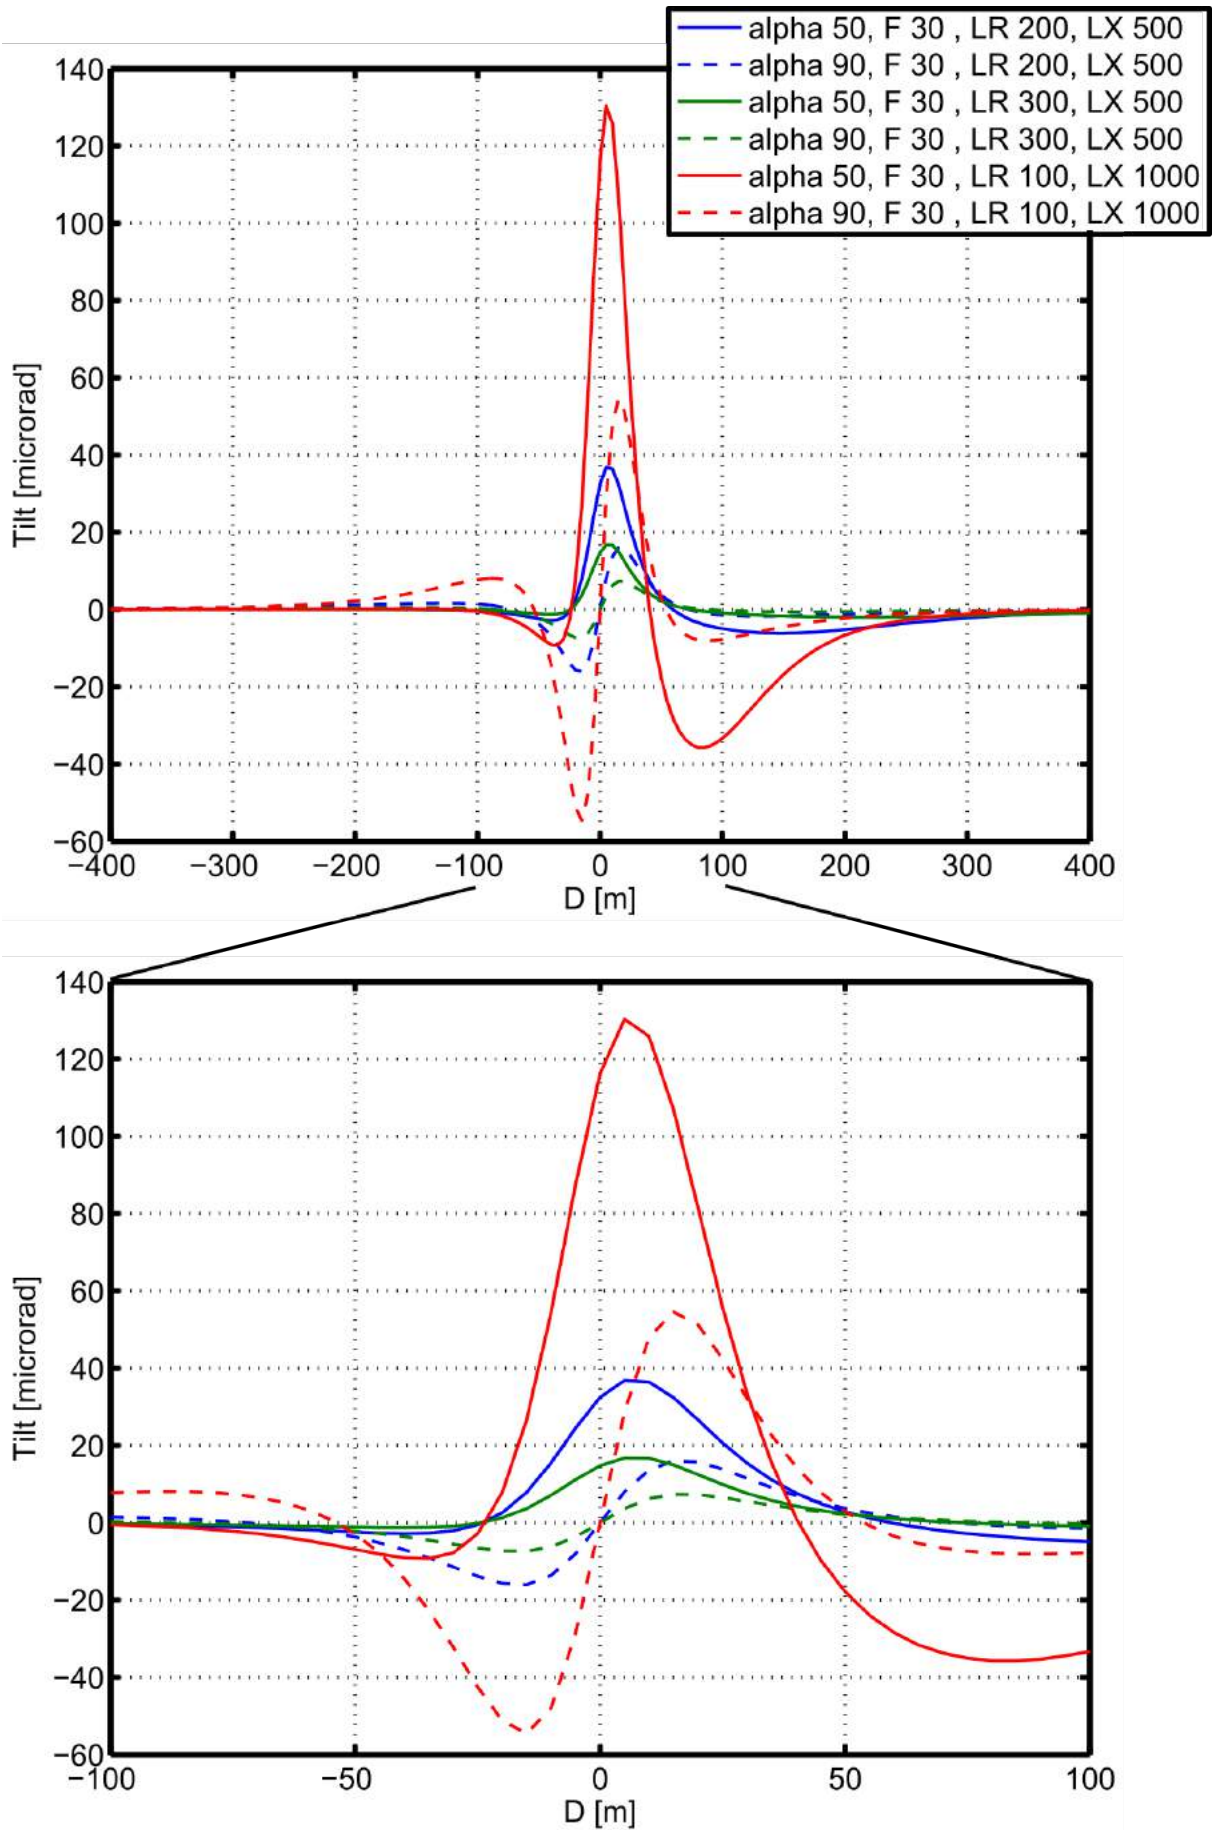 alpha 50, F 30 , LR 200, LX 500
alpha 90, F 30 , LR 200, LX 500
alpha 50, F 30 , LR 300, LX 500
alpha 90, F 30 , LR 300, LX 500
alpha 50, F 30 , LR 100, LX 1000
alpha 90, F 30 , LR 100, LX 1000
140
120
100
80
60
40
20
0
−20
−40
−60
Tilt [microrad]
−400 −300 −200 −100 0 100 200 300 400
D [m]
140
120
100
80
60
40
20
0
−20
−40
−60
Tilt [microrad]
−100 −50 0 50 100
D [m]